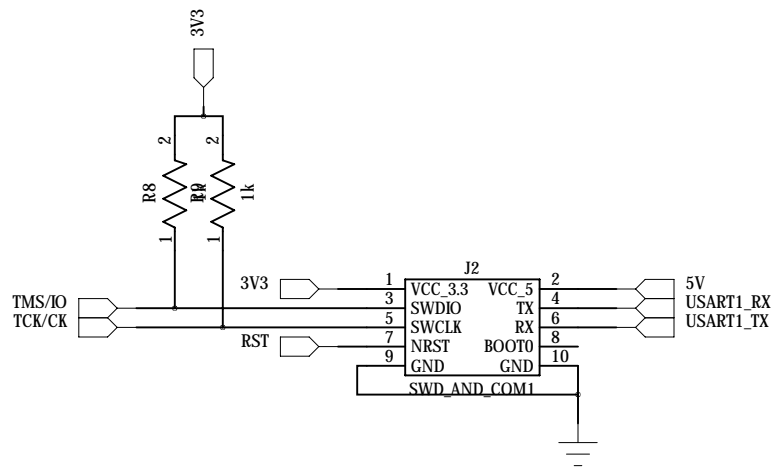 3V3
2
2
R8
1k
R9
1k
1
1
J2
3V3
1
VCC_3.3
VCC_5
2
5V
TMS/IO
3
SWDIO
TX
4
USART1_RX
TCK/CK
5
SWCLK
RX
6
USART1_TX
RST
7
NRST
BOOT0
8
9
GND
GND
10
SWD_AND_COM1